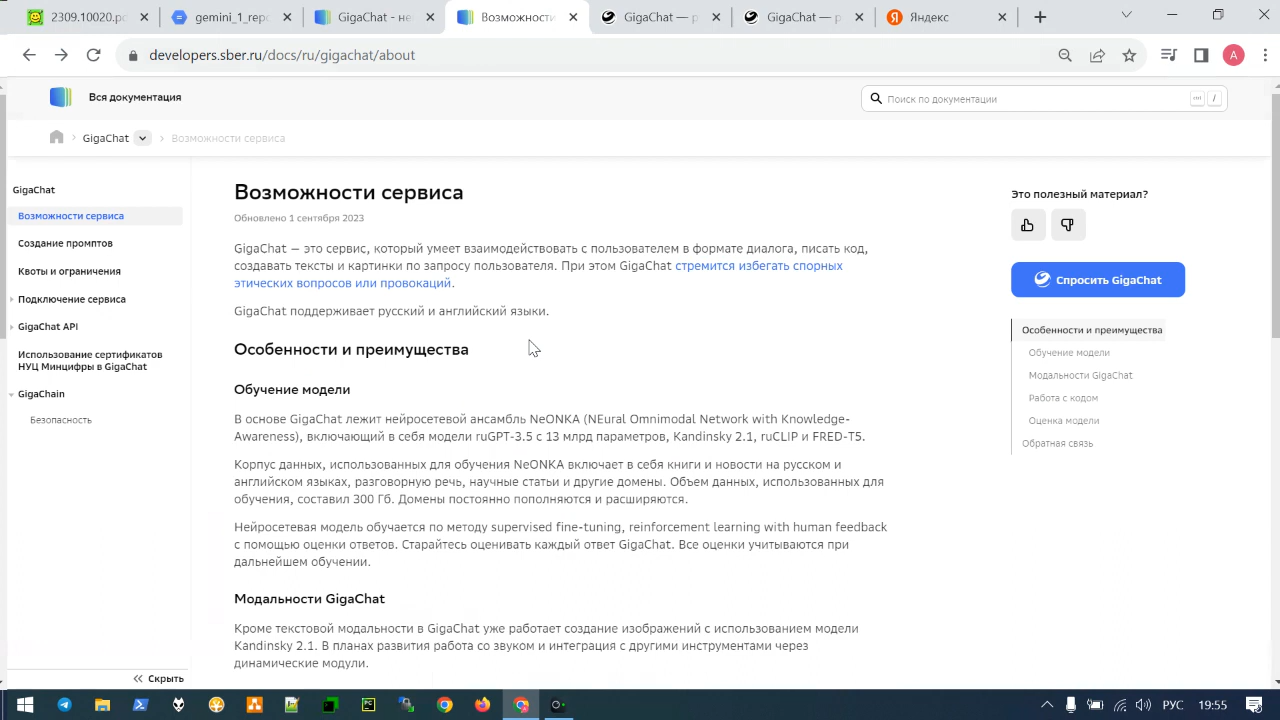 2023_1020.
gemini_1_r
GigaChat - не
Возможности
GigaChat — р
GigaChat — р
Яндекс
developers.sber.ru/docs/ru/gigachat/about
A
Вся документация
Поиск по документации
ctrl
/
GigaChat
Возможности сервиса
GigaChat
Возможности сервиса
Создание промптов
Квоты и ограничения
Подключение сервиса
GigaChat API
Использование сертификатов
НУЦ Минцифры в GigaChat
GigaChain
Безопасность
Скрыть
Возможности сервиса
Обновлено 1 сентября 2023
GigaChat — это сервис, который умеет взаимодействовать с пользователем в формате диалога, писать код,
создавать тексты и картинки по запросу пользователя. При этом GigaChat стремится избегать спорных
этических вопросов или провокаций.
GigaChat поддерживает русский и английский языки.
Особенности и преимущества
Обучение модели
В основе GigaChat лежит нейросетевой ансамбль NeONKA (NEural Omnimodal Network with Knowledge-
Awareness), включающий в себя модели ruGPT-3.5 с 13 млрд параметров, Kandinsky 2.1, ruCLIP и FRED-T5.
Корпус данных, использованных для обучения NeONKA включает в себя книги и новости на русском и
английском языках, разговорную речь, научные статьи и другие домены. Объем данных, использованных для
обучения, составил 300 Гб. Домены постоянно пополняются и расширяются.
Нейросетевая модель обучается по методу supervised fine-tuning, reinforcement learning with human feedback
с помощью оценки ответов. Старайтесь оценивать каждый ответ GigaChat. Все оценки учитываются при
дальнейшем обучении.
Модальности GigaChat
Кроме текстовой модальности в GigaChat уже работает создание изображений с использованием модели
Kandinsky 2.1. В планах развития работа со звуком и интеграция с другими инструментами через
динамические модули.
Это полезный материал?
Спросить GigaChat
Особенности и преимущества
Обучение модели
Модальности GigaChat
Работа с кодом
Оценка модели
Обратная связь
РУС
19:55